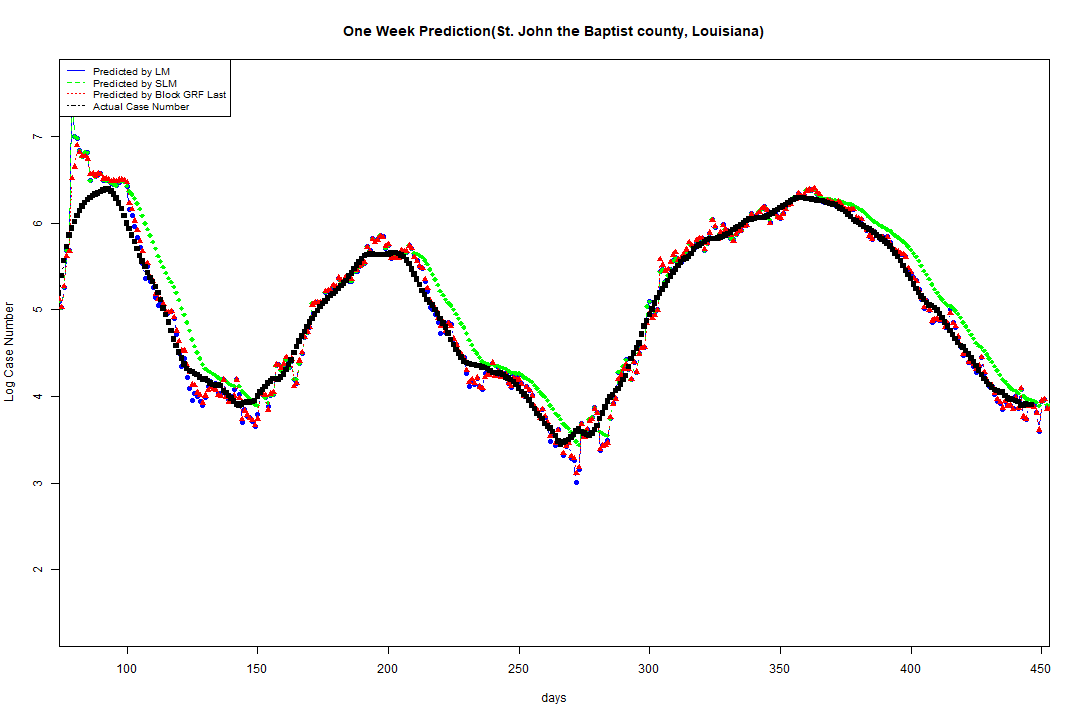 One Week Prediction(St. John the Baptist county, Louisiana)
Predicted by LM
Predicted by SLM
Predicted by Block GRF Last
Actual Case Number
7
6
5
4
3
2
Log Case Number
100 150 200 250 300 350 400 450
days